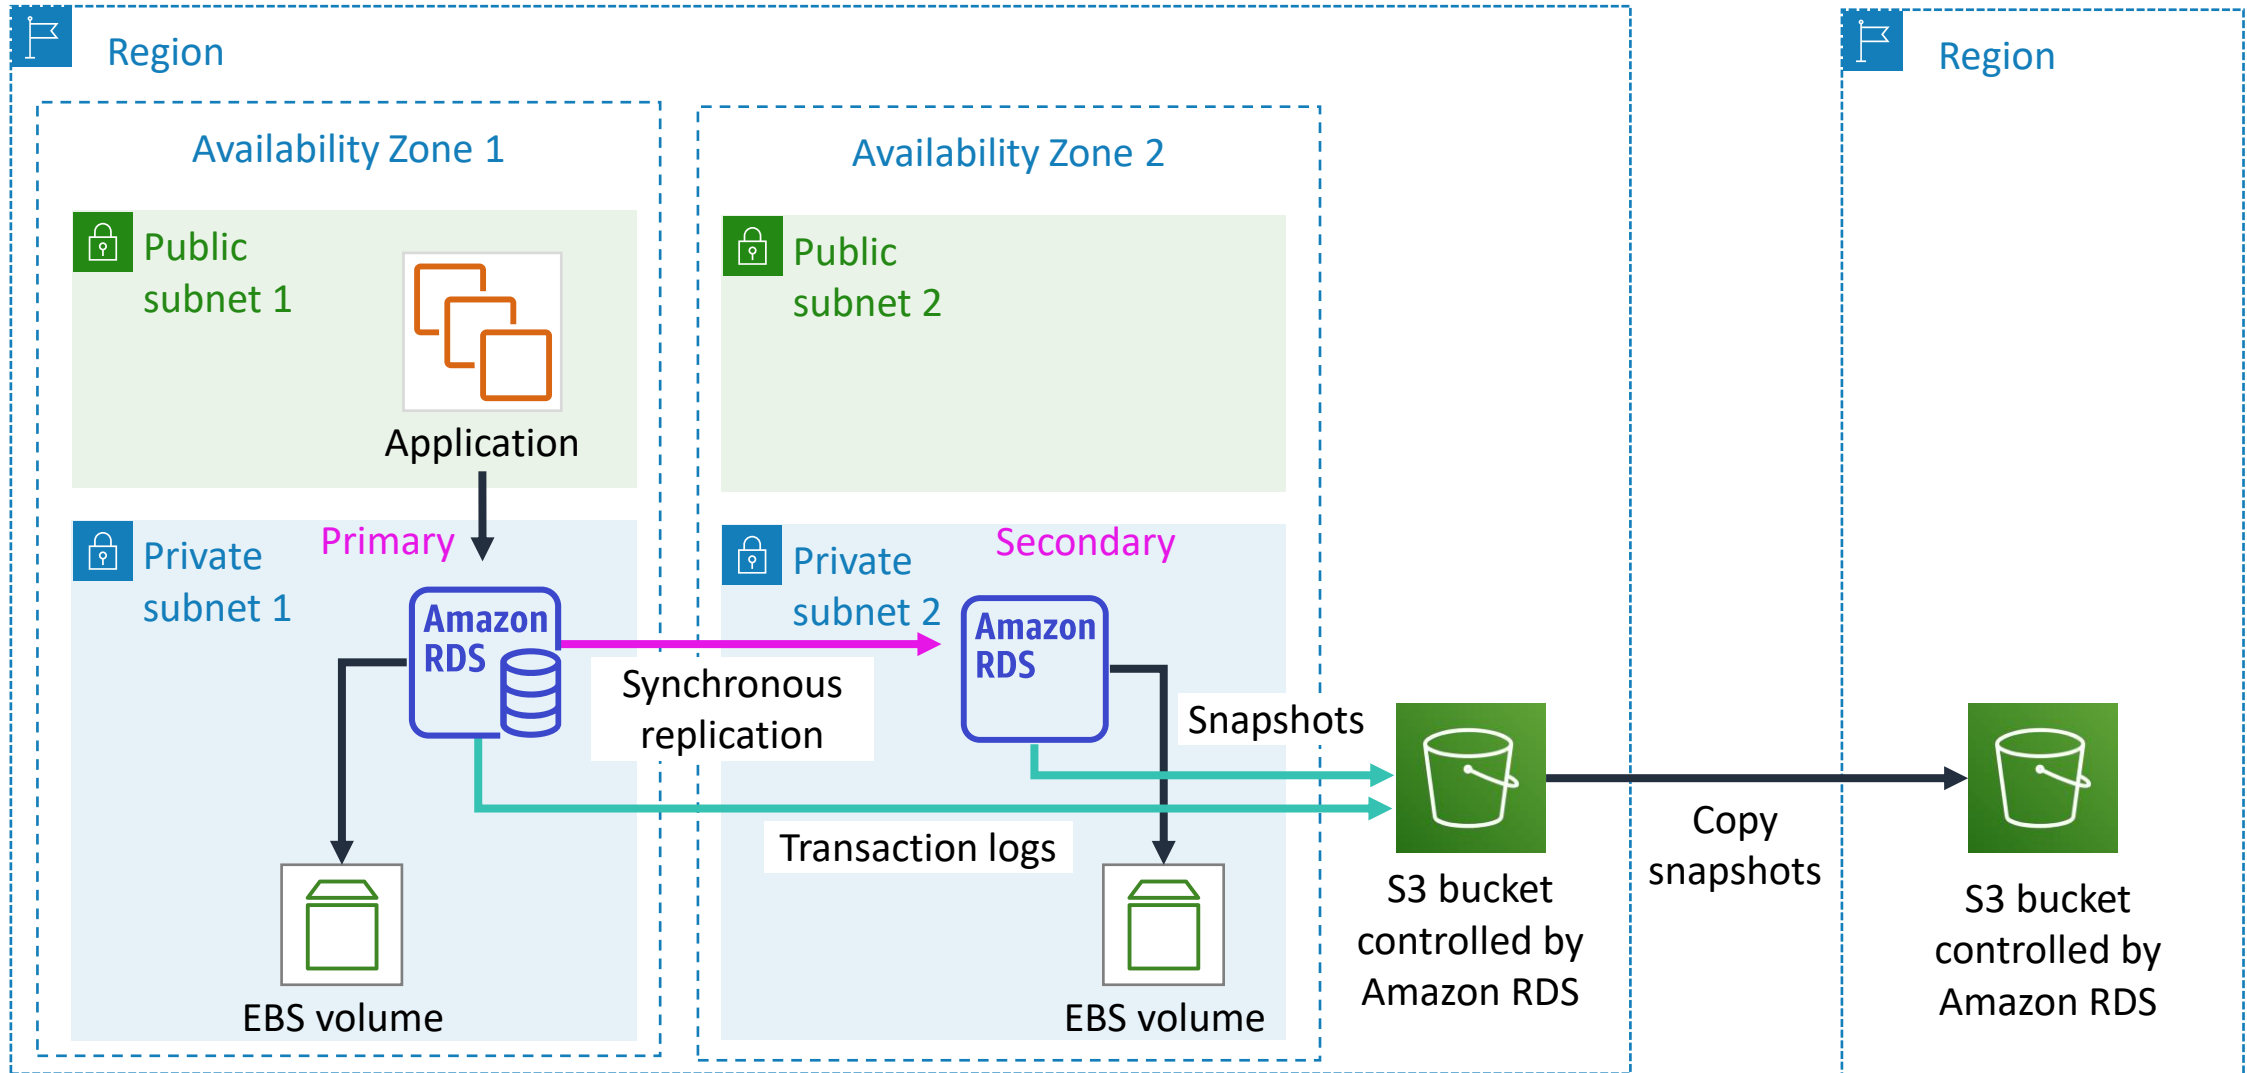 Region
Availability Zone 1
Public
subnet 1
Application
Primary
Private
subnet 1
Amazon
RDS
EBS volume
Synchronous
replication
Availability Zone 2
Public
subnet 2
Secondary
Private
subnet 2
Amazon
RDS
Snapshots
Transaction logs
EBS volume
S3 bucket
controlled by
Amazon RDS
Copy
snapshots
Region
S3 bucket
controlled by
Amazon RDS